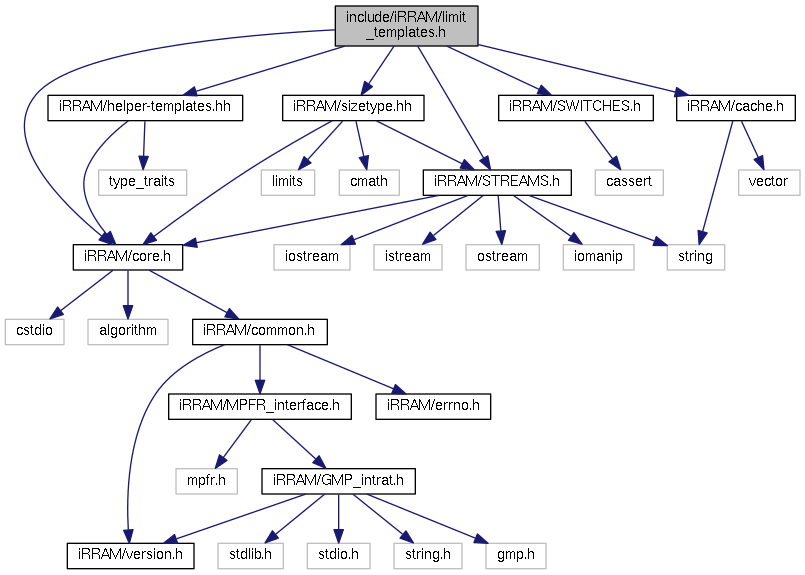 include/iRRAM/limit
_templates.h
iRRAM/helper-templates.hh
iRRAM/sizetype.hh
iRRAM/SWITCHES.h
iRRAM/cache.h
type_traits
limits
cmath
iRRAM/STREAMS.h
cassert
vector
iRRAM/core.h
iostream
istream
ostream
iomanip
string
cstdio
algorithm
iRRAM/common.h
iRRAM/MPFR_interface.h
iRRAM/errno.h
mpfr.h
iRRAM/GMP_intrat.h
iRRAM/version.h
stdlib.h
stdio.h
string.h
gmp.h